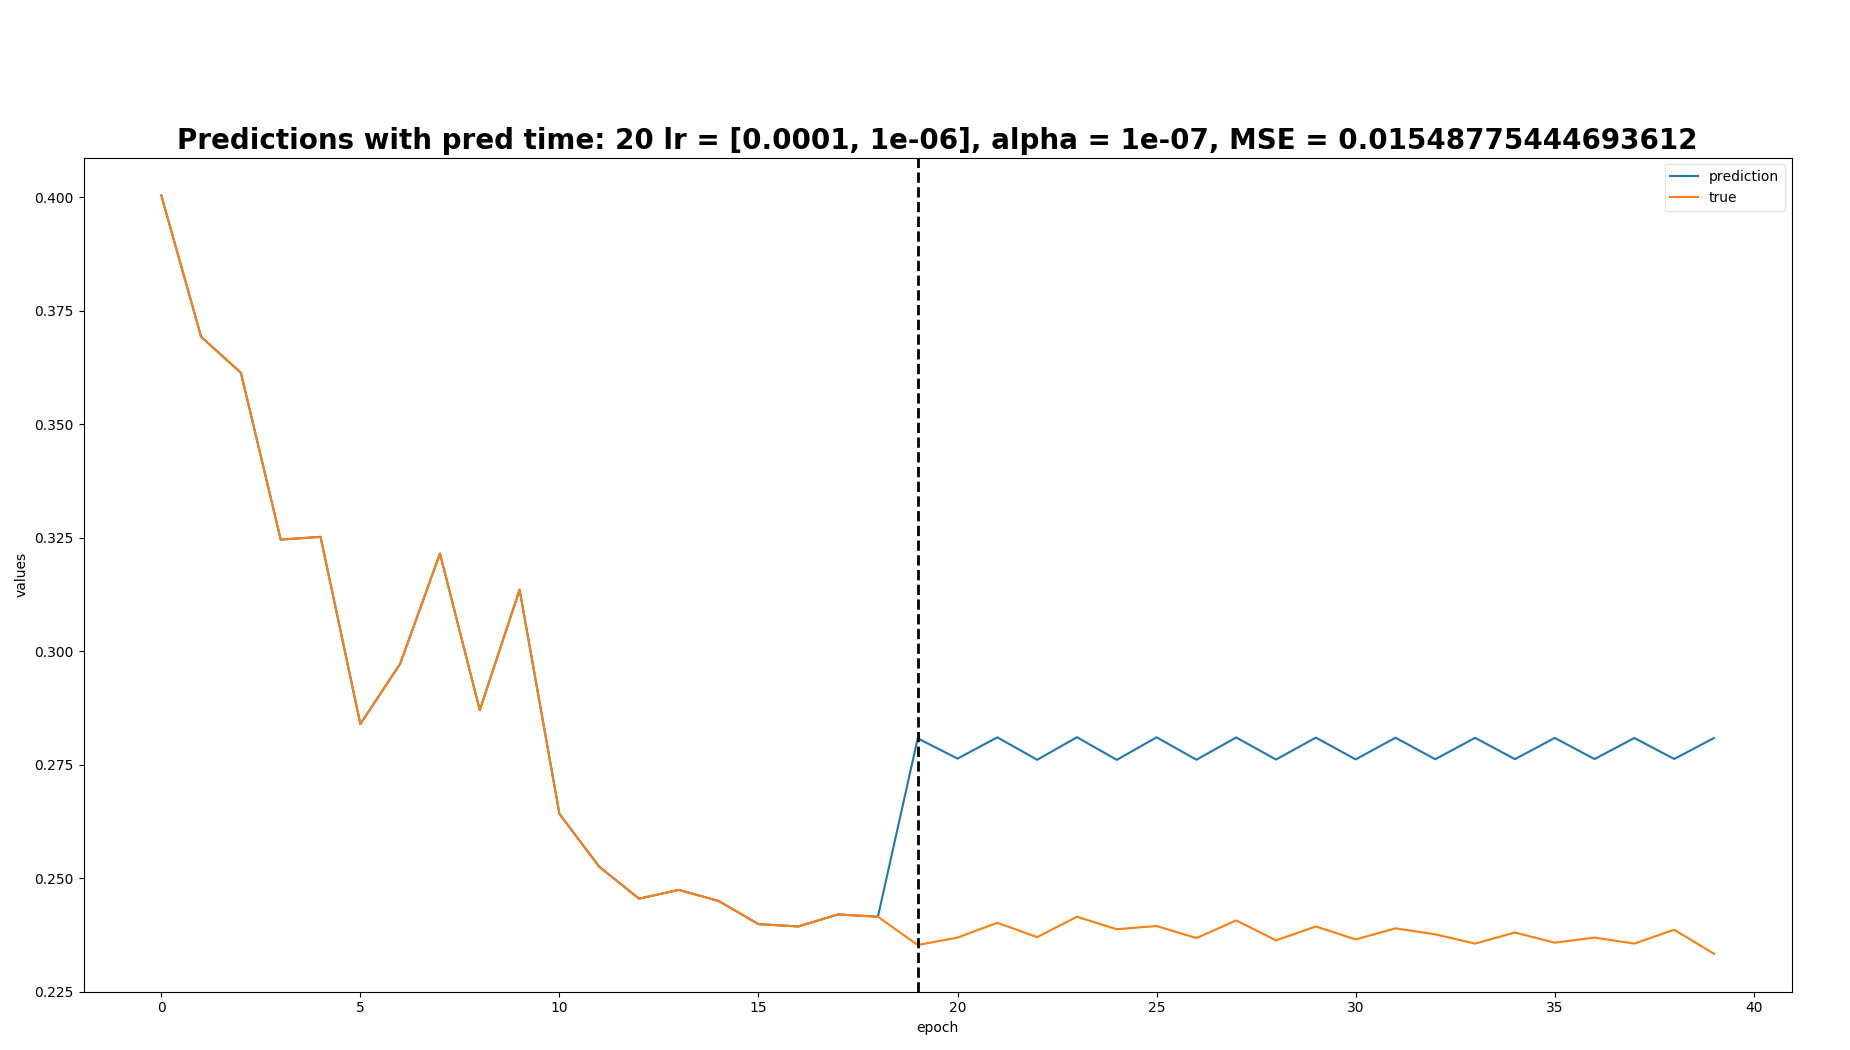 Predictions with pred time: 20 lr = [0.0001, 1e-06], alpha = 1e-07, MSE = 0.01548775444693612
prediction
true
0.400
0.375
0.350
0.325
0.300
0.275
0.250
0.225
values
0 5 10 15 20 25 30 35 40
epoch